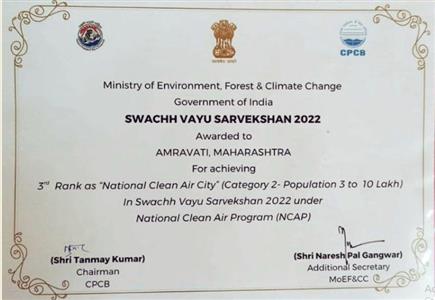 CPCB
Ministry of Environment, Forest & Climate Change
Government of India
SWACHH VAYU SARVEKSHAN 2022
Awarded to
AMRAVATI, MAHARASHTRA
For achieving
3rd Rank as "National Clean Air City" (Category 2- Population 3 to 10 Lakh)
In Swachh Vayu Sarvekshan 2022 under
National Clean Air Program (NCAP)
(Shri Tanmay Kumar)
Chairman
CPCB
(Shri Naresh Pal Gangwar)
Additional Secretary
MoEF&CC